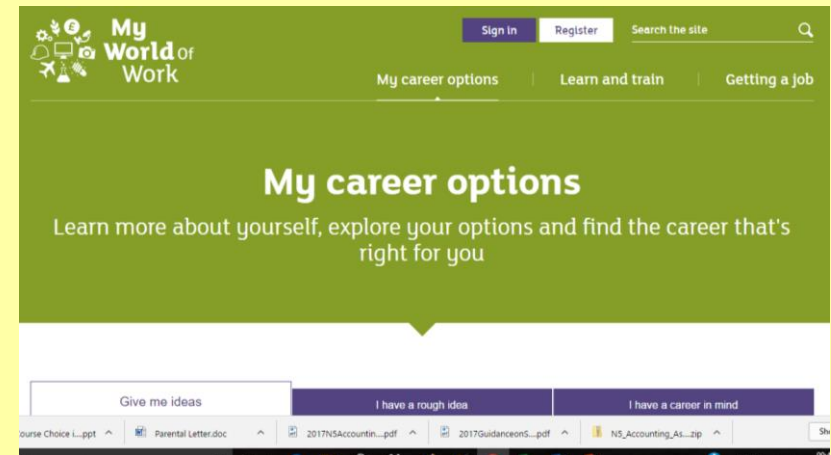 My
World Of
Work
Sign in
Register
Search the site
My career options
Learn and train
Getting a job
My career options
Learn more about yourself, explore your options and find the career that's
right for you
Give me ideas
I have a rough idea
I have a career in mind
ourse Choice i....ppt
Parental Letter.doc
2017N5Accountin....pdf
2017GuidanceonS....pdf
N5_Accounting_As....zip